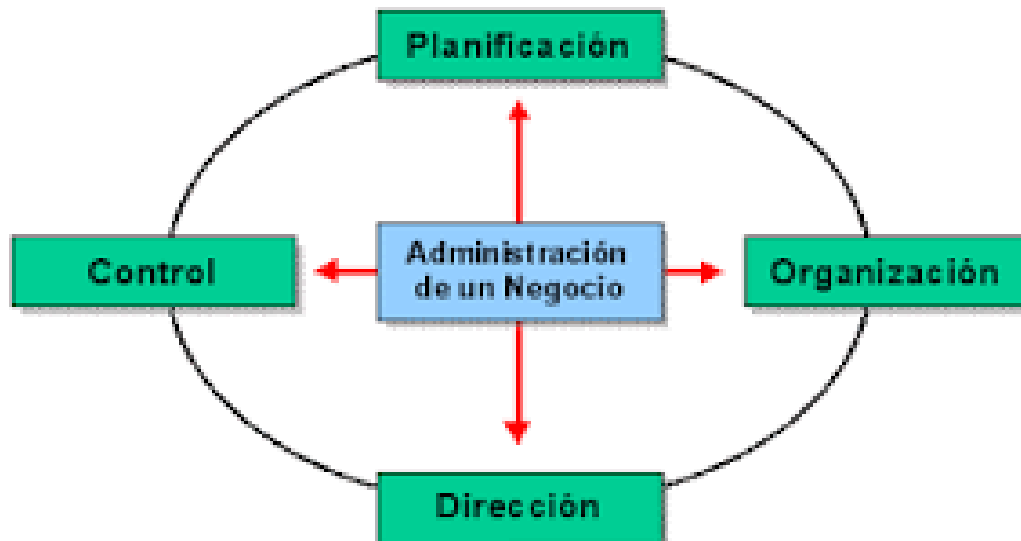 Planificación
Control
Administración
de un Negocio
Organización
Dirección